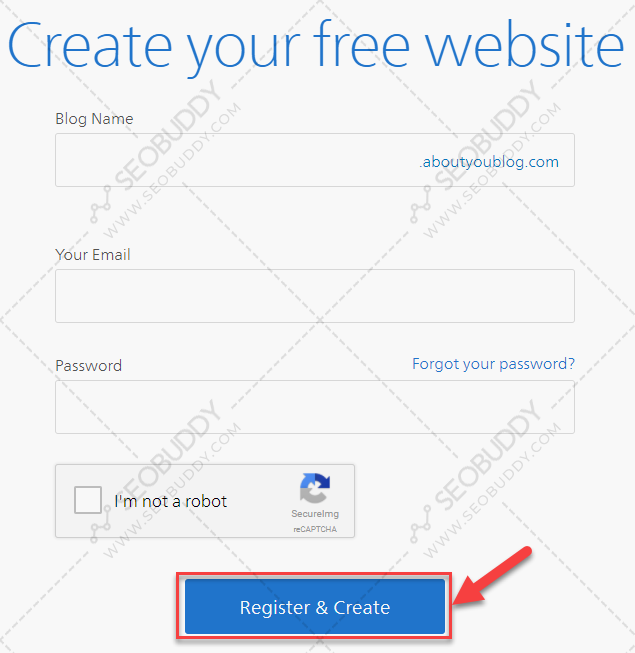 Create your free website
Blog Name
.aboutyoublog.com
SEOBUDDY
WWW.SEOBUDDY.COM
SEOBUDDY
WWW.SEOBUDDY.COM
Your Email
Password
Forgot your password?
SEOBUDDY
WWW.SEOBUDDY.COM
SEOBUDDY
WWW.SEOBUDDY.COM
I'm not a robot
SecureImg
reCAPTCHA
Register & Create